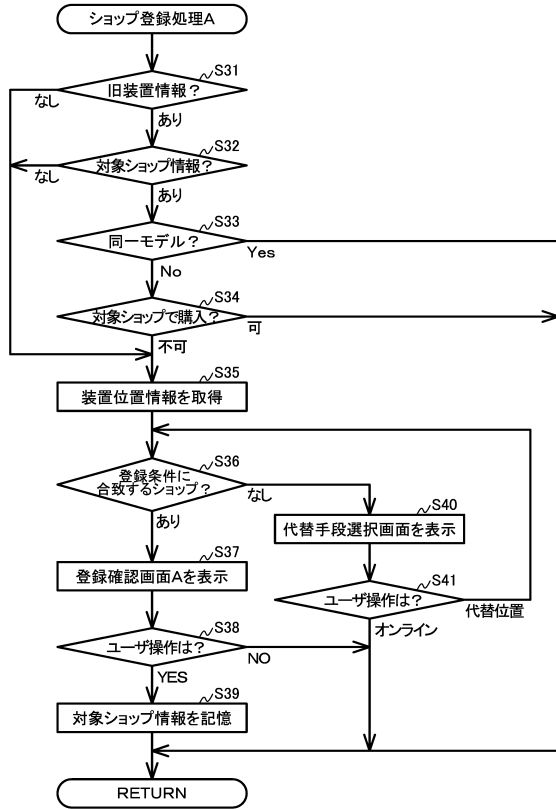 ショップ登録処理A
S31
旧装置情報？
なし
あり
S32
対象ショップ情報？
なし
あり
S33
同一モデル？
Yes
No
S34
対象ショップで購入？
可
不可
S35
装置位置情報を取得
S36
登録条件に
合致するショップ？
なし
あり
S40
代替手段選択画面を表示
S37
登録確認画面Aを表示
S41
ユーザ操作は？
代替位置
オンライン
S38
ユーザ操作は？
NO
YES
S39
対象ショップ情報を記憶
RETURN